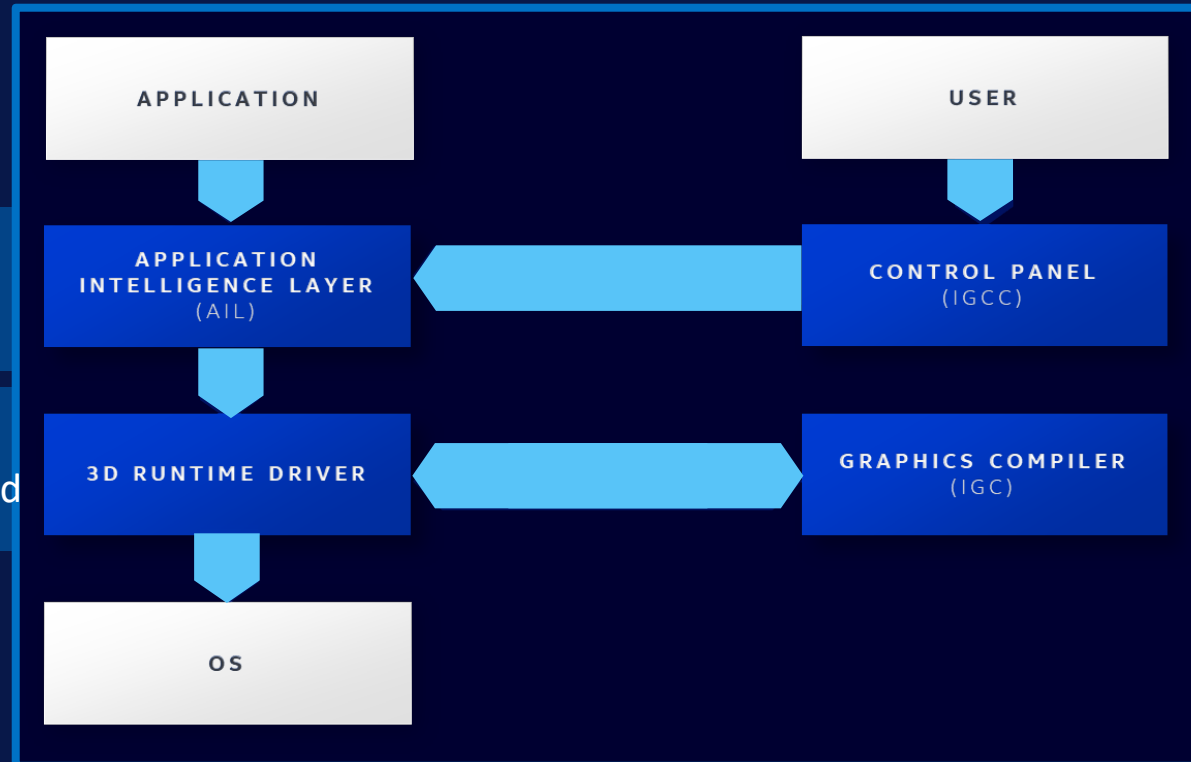 APPLICATION
USER
APPLICATION
INTELLIGENCE LAYER
(AIL)
CONTROL PANEL
(IGCC)
d
3D RUNTIME DRIVER
GRAPHICS COMPILER
(IGC)
OS